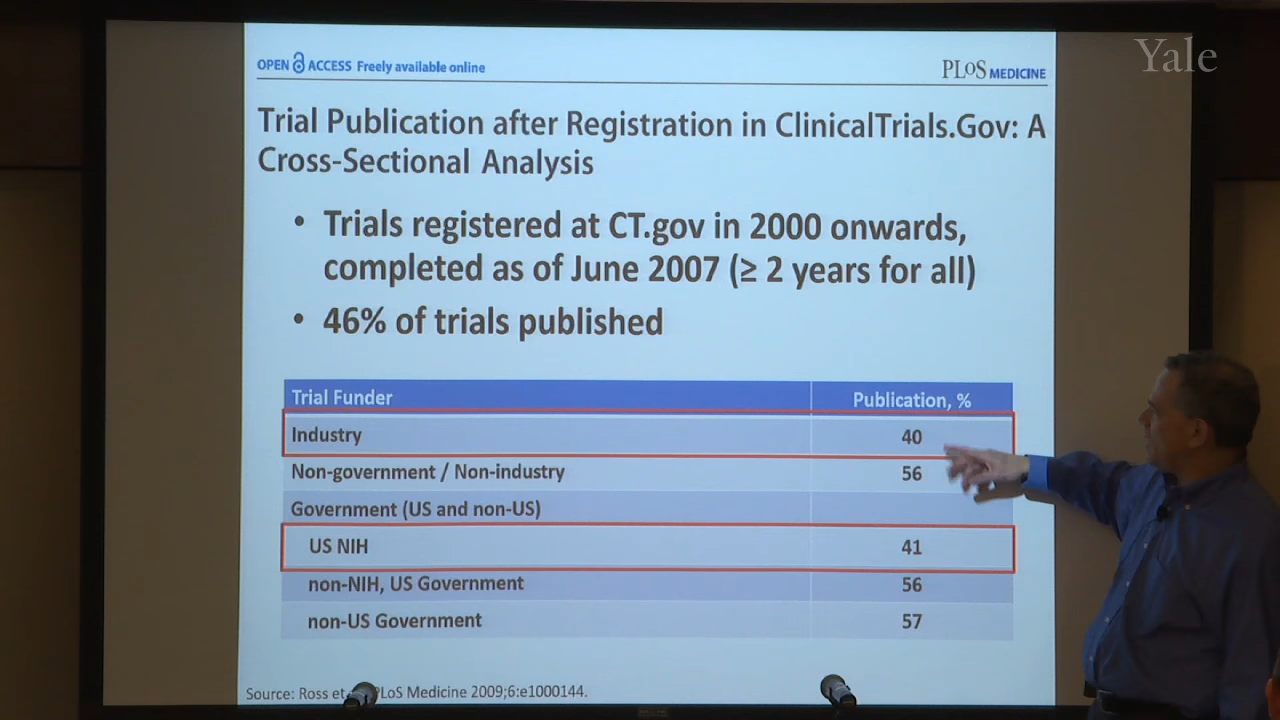 Yale
OPEN ACCESS Freely available online
PLoS MEDICINE
Trial Publication after Registration in ClinicalTrials.Gov: A
Cross-Sectional Analysis
• Trials registered at CT.gov in 2000 onwards,
completed as of June 2007 (≥ 2 years for all)
• 46% of trials published
Trial Funder Publication, %
Industry 40
Non-government / Non-industry 56
Government (US and non-US)
US NIH 41
non-NIH, US Government 56
non-US Government 57
Source: Ross et PLoS Medicine 2009;6:e1000144.